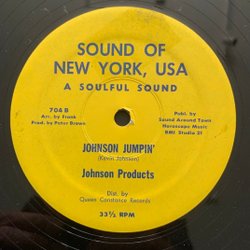 SOUND OF
NEW YORK, USA
A SOULFUL SOUND
706 B
Arr. by Frank
Prod. by Peter Brown
Publ. by
Sound Around Town
Horoscope Music
BMI Studio 21
JOHNSON JUMPIN'
(Kevin Johnson)
Johnson Products
Dist. by
Queen Constance Records
33⅓ RPM